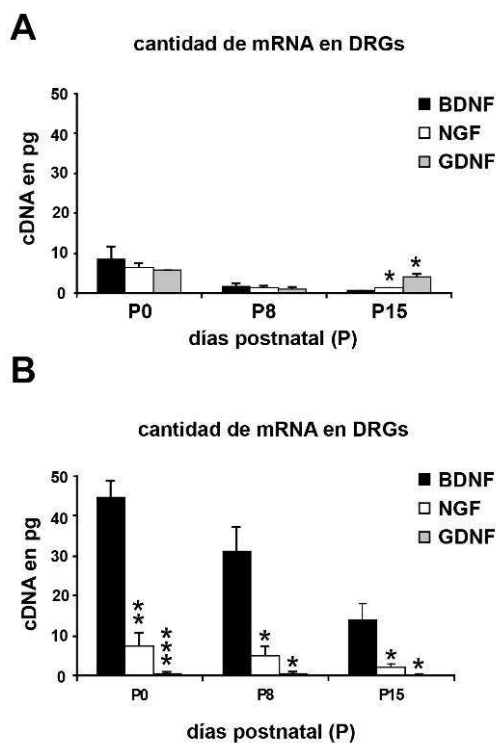 A
cantidad de mRNA en DRGs
50
40
30
20
10
0
cDNA en pg
BDNF
NGF
GDNF
*
*
P0 P8 P15
días postnatal (P)
B
cantidad de mRNA en DRGs
50
40
30
20
10
0
cDNA en pg
BDNF
NGF
GDNF
** *** * * * *
P0 P8 P15
días postnatal (P)